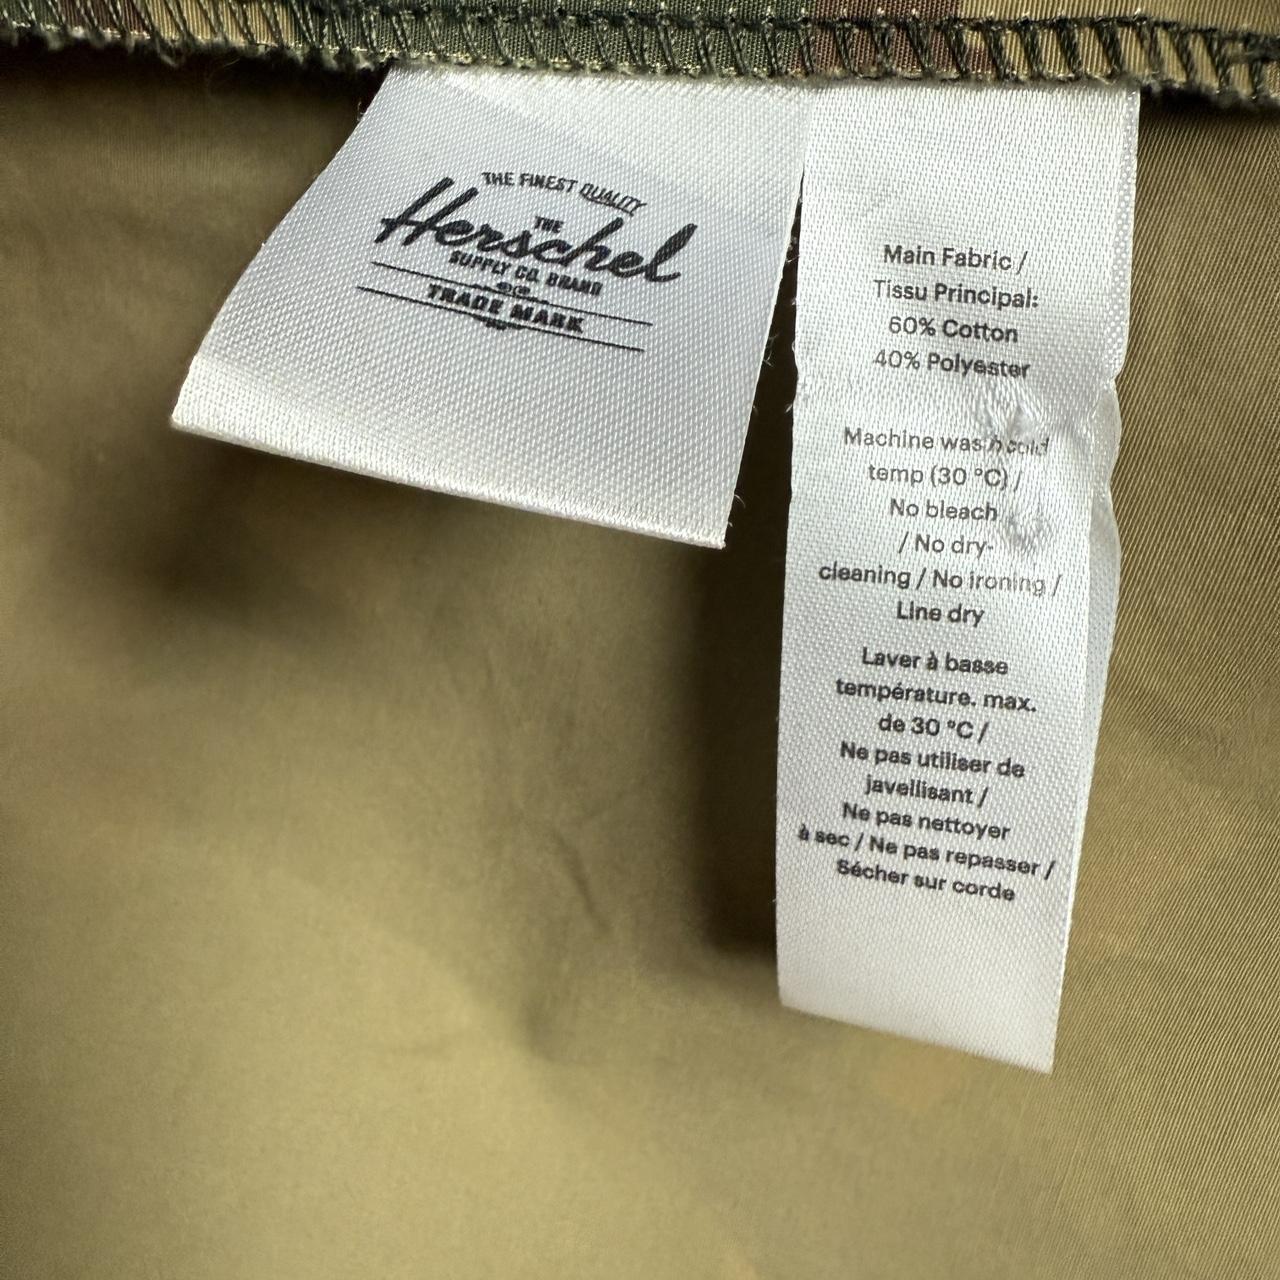 THE FINEST QUALITY
THE
Herschel
SUPPLY CO. BRAND
TRADE MARK
Main Fabric /
Tissu Principal:
60% Cotton
40% Polyester
Machine wash cold
temp (30 °C) /
No bleach
/ No dry-
cleaning / No ironing /
Line dry
Laver à basse
température. max.
de 30 °C /
Ne pas utiliser de
javellisant /
Ne pas nettoyer
à sec / Ne pas repasser /
Sécher sur corde